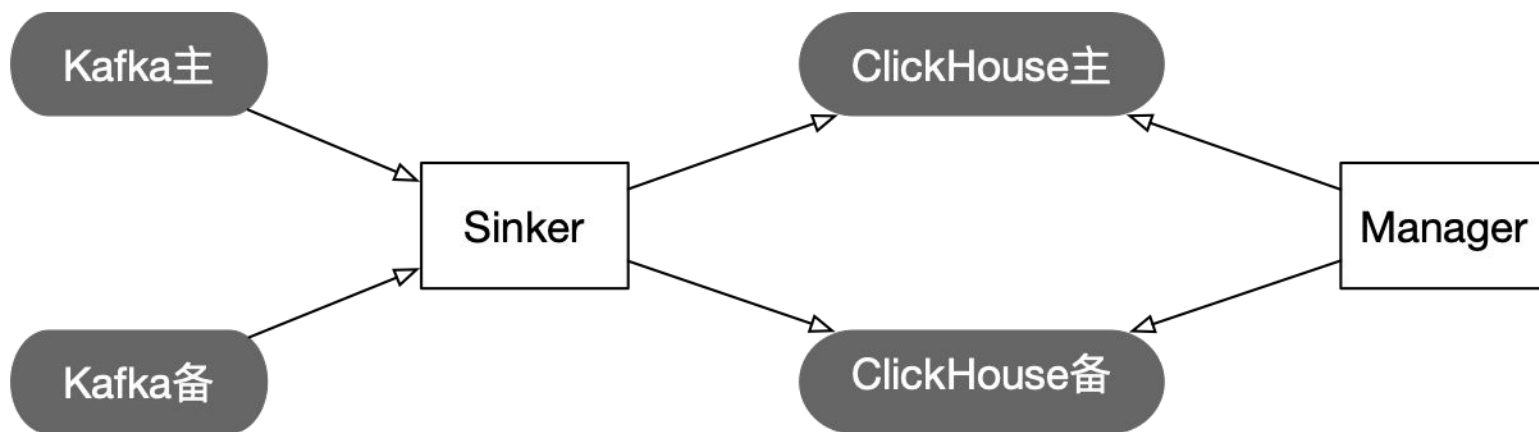 Kafka主
ClickHouse主
Sinker
Manager
Kafka备
ClickHouse备